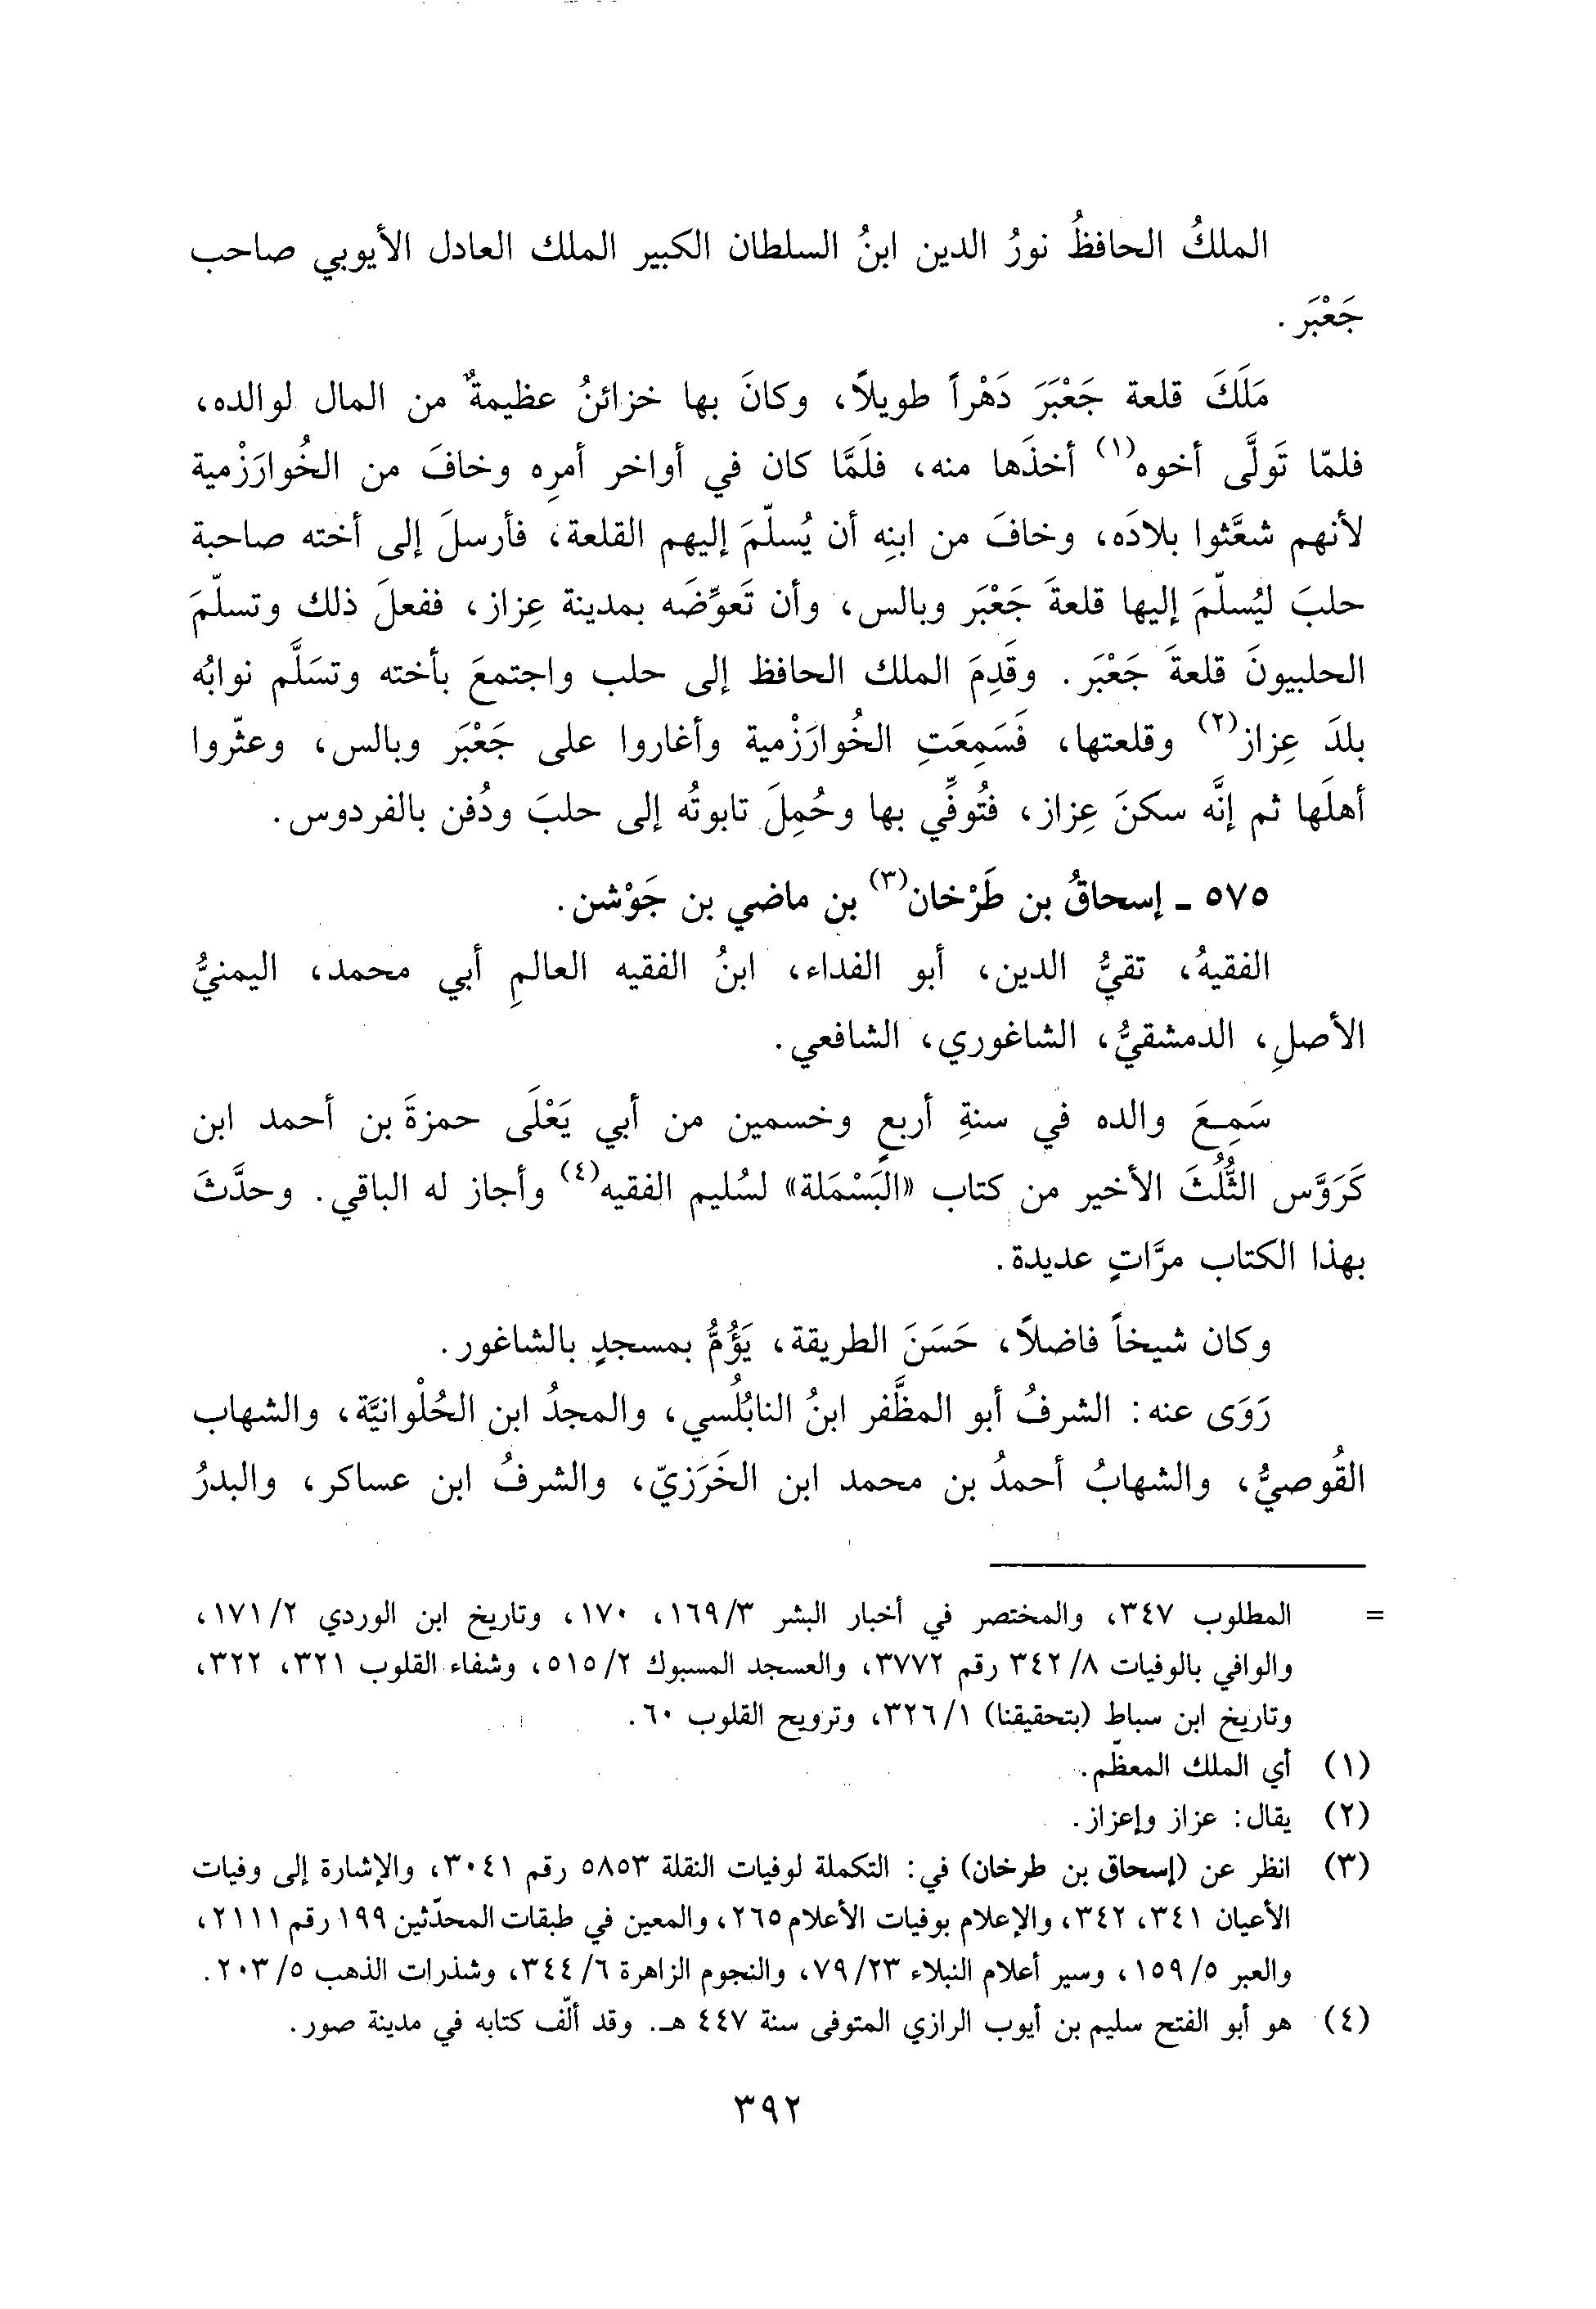 الملكُ الحافظُ نورُ الدين ابنُ السلطان الكبير الملك العادل الأيوبي صاحب
جَعْبَر.
مَلَكَ قلعة جَعْبَرَ دَهْراً طويلاً، وكانَ بها خزائنُ عظيمةٌ من المال لوالده،
فلمّا تَولَّى أخوه(١) أخذَها منه، فلَمَّا كان في أواخر أمرِه وخافَ من الخُوارَزْمية
لأنهم شعَّثوا بلادَه، وخافَ من ابنِه أن يُسلّمَ إليهم القلعة، فأرسلَ إلى أخته صاحبة
حلبَ ليُسلّمَ إليها قلعةَ جَعْبَر وبالس، وأن تَعوِّضَه بمدينة عِزاز، ففعلَ ذلك وتسلّمَ
الحلبيونَ قلعةَ جَعْبَر. وقَدِمَ الملك الحافظ إلى حلب واجتمعَ بأخته وتسَلَّم نوابُه
بلدَ عِزاز(٢) وقلعتها، فَسَمِعَتِ الخُوارَزْمية وأغاروا على جَعْبَر وبالس، وعثّروا
أهلَها ثم إنَّه سكنَ عِزاز، فتُوفِّي بها وحُمِلَ تابوتُه إلى حلبَ ودُفن بالفردوس.
٥٧٥ ـ إسحاقُ بن طَرْخان(٣) بن ماضي بن جَوْشن.
الفقيهُ، تقيُّ الدين، أبو الفداء، ابنُ الفقيه العالمِ أبي محمد، اليمنيُّ
الأصلِ، الدمشقيُّ، الشاغوري، الشافعي.
سَمِعَ والده في سنةِ أربعٍ وخسمين من أبي يَعْلَى حمزةَ بن أحمد ابن
كَرَوَّس الثُّلُثَ الأخير من كتاب «البَسْمَلة» لسُليم الفقيه(٤) وأجاز له الباقي. وحدَّثَ
بهذا الكتاب مرَّاتٍ عديدة.
وكان شيخاً فاضلاً، حَسَنَ الطريقة، يَؤُمُّ بمسجدٍ بالشاغور.
رَوَى عنه: الشرفُ أبو المظَّفر ابنُ النابُلُسي، والمجدُ ابن الحُلْوانيَّة، والشهاب
القُوصيُّ، والشهابُ أحمدُ بن محمد ابن الخَرَزيّ، والشرفُ ابن عساكر، والبدرُ
= المطلوب ٣٤٧، والمختصر في أخبار البشر ١٦٩/٣، ١٧٠، وتاريخ ابن الوردي ١٧١/٢،
والوافي بالوفيات ٣٤٢/٨ رقم ٣٧٧٢، والعسجد المسبوك ٥١٥/٢، وشفاء القلوب ٣٢١، ٣٢٢،
وتاريخ ابن سباط (بتحقيقنا) ٣٢٦/١، وترويح القلوب ٦٠.
(١) أي الملك المعظّم.
(٢) يقال: عزاز وإعزاز.
(٣) انظر عن (إسحاق بن طرخان) في: التكملة لوفيات النقلة ٥٨٥٣ رقم ٣٠٤١، والإشارة إلى وفيات
الأعيان ٣٤١، ٣٤٢، والإعلام بوفيات الأعلام ٢٦٥، والمعين في طبقات المحدّثين ١٩٩ رقم ٢١١١،
والعبر ١٥٩/٥، وسير أعلام النبلاء ٧٩/٢٣، والنجوم الزاهرة ٣٤٤/٦، وشذرات الذهب ٢٠٣/٥.
(٤) هو أبو الفتح سليم بن أيوب الرازي المتوفى سنة ٤٤٧ هـ. وقد ألّف كتابه في مدينة صور.
٣٩٢